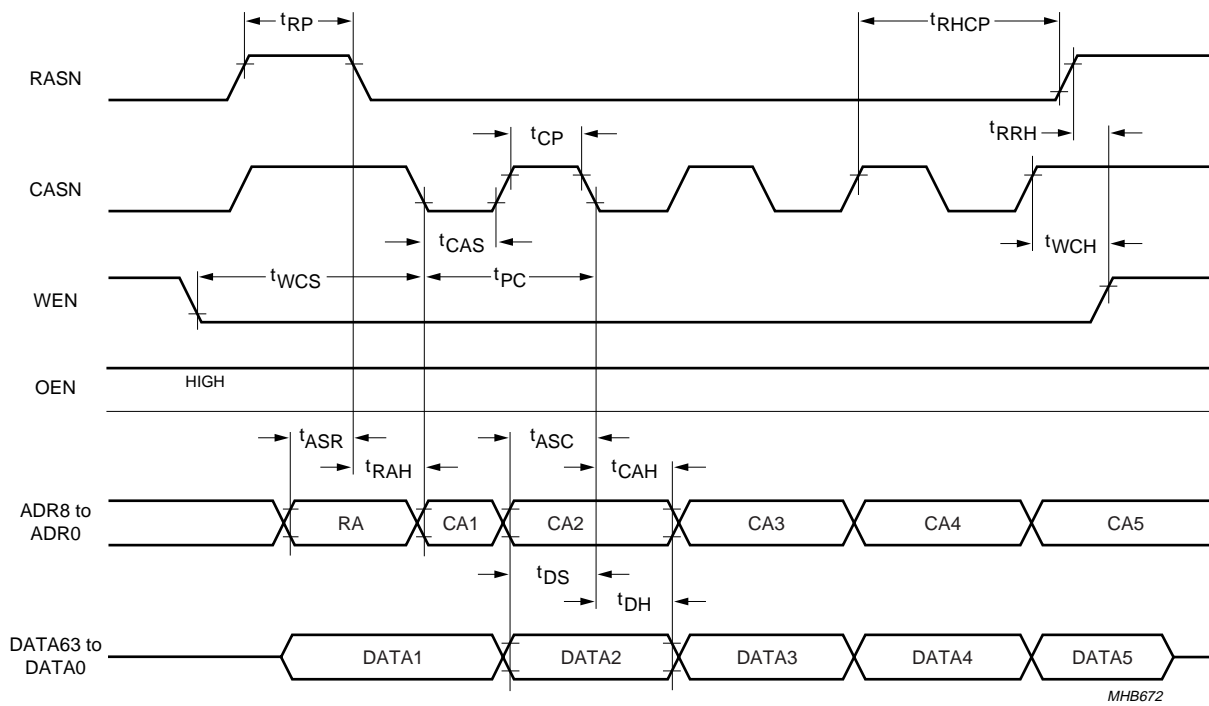 tRP
tRHCP
RASN
tRRH
tCP
CASN
tCAS
tWCH
tWCS
tPC
WEN
HIGH
OEN
tASR
tASC
tRAH
tCAH
ADR8 to
ADR0
RA
CA1
CA2
CA3
CA4
CA5
tDS
tDH
DATA63 to
DATA0
DATA1
DATA2
DATA3
DATA4
DATA5
MHB672